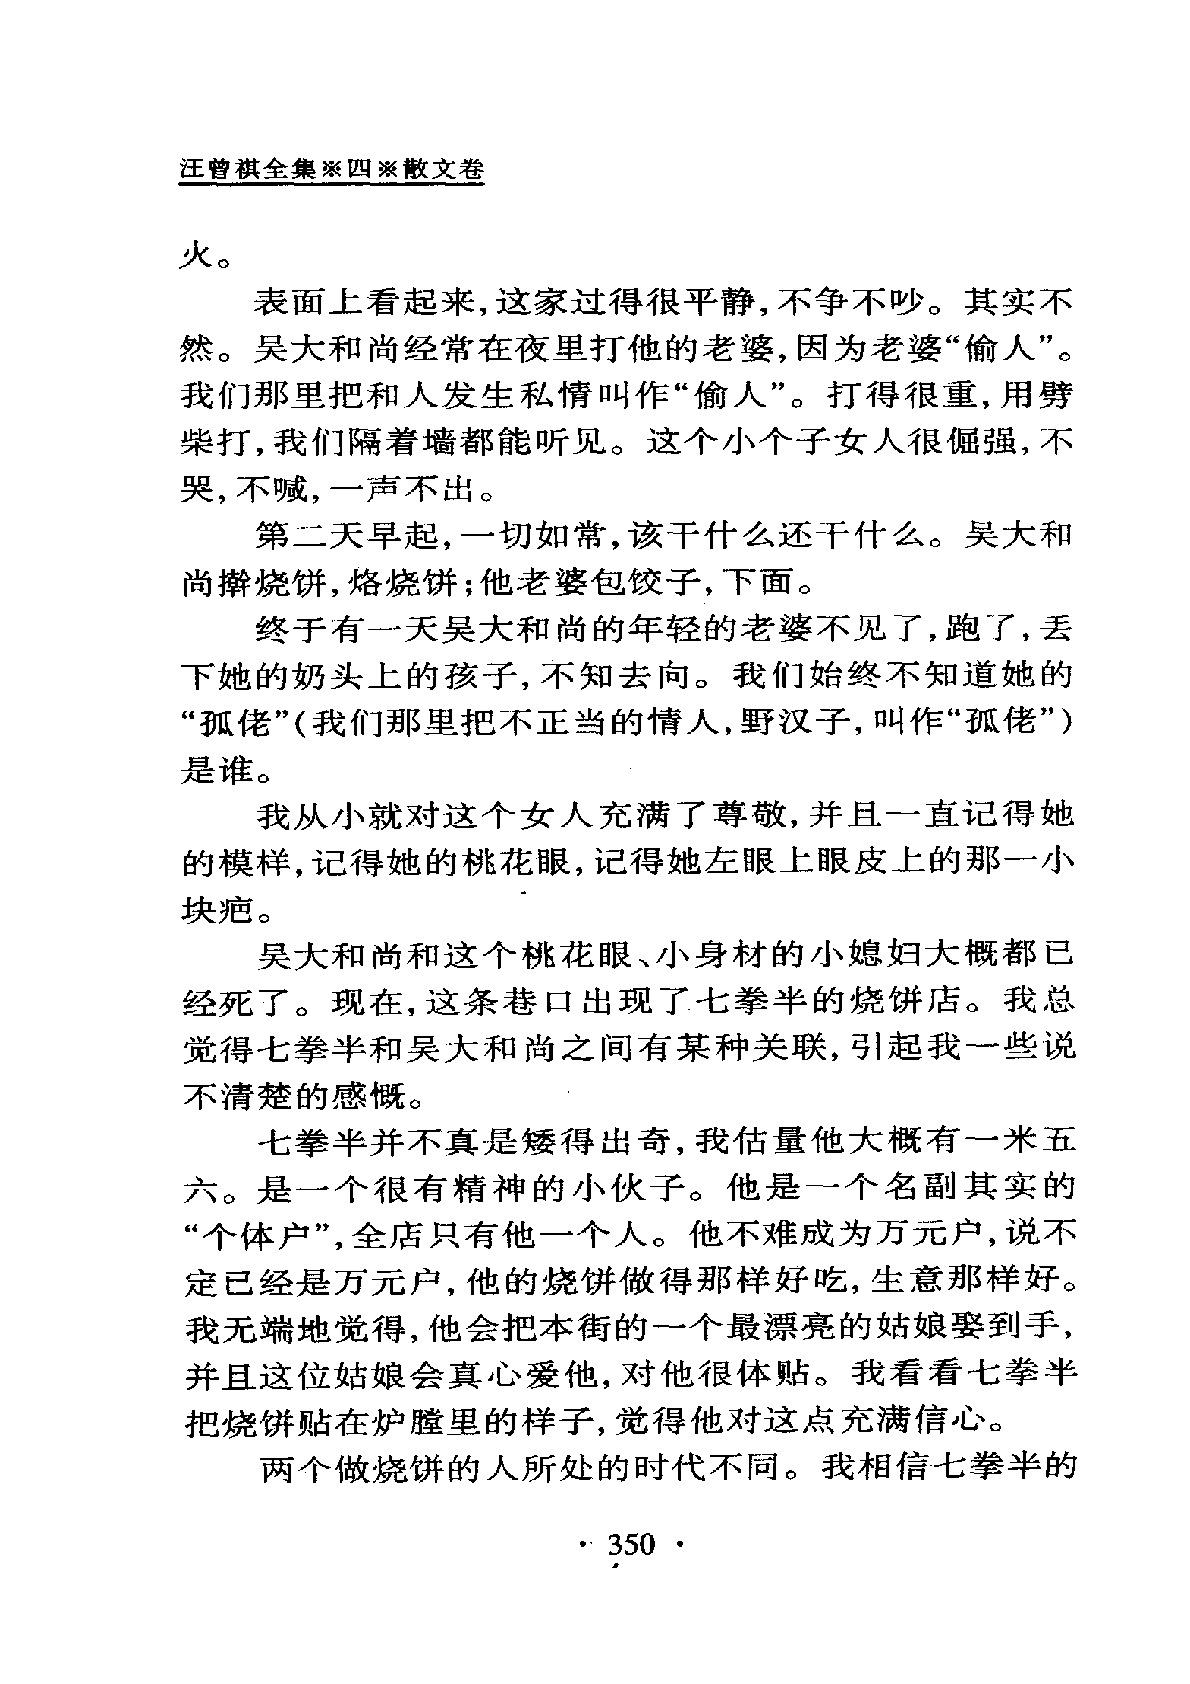 汪曾祺全集※四※散文卷
火。
表面上看起来,这家过得很平静,不争不吵。其实不
然。吴大和尚经常在夜里打他的老婆,因为老婆“偷人”。
我们那里把和人发生私情叫作“偷人”。打得很重,用劈
柴打,我们隔着墙都能听见。这个小个子女人很倔强,不
哭,不喊,一声不出。
第二天早起,一切如常,该干什么还干什么。吴大和
尚擀烧饼,烙烧饼;他老婆包饺子,下面。
终于有一天吴大和尚的年轻的老婆不见了,跑了,丢
下她的奶头上的孩子,不知去向。我们始终不知道她的
“孤佬”(我们那里把不正当的情人,野汉子,叫作“孤佬”)
是谁。
我从小就对这个女人充满了尊敬,并且一直记得她
的模样,记得她的桃花眼,记得她左眼上眼皮上的那一小
块疤。
吴大和尚和这个桃花眼、小身材的小媳妇大概都已
经死了。现在,这条巷口出现了七拳半的烧饼店。我总
觉得七拳半和吴大和尚之间有某种关联,引起我一些说
不清楚的感慨。
七拳半并不真是矮得出奇,我估量他大概有一米五
六。是一个很有精神的小伙子。他是一个名副其实的
“个体户”,全店只有他一个人。他不难成为万元户,说不
定已经是万元户,他的烧饼做得那样好吃,生意那样好。
我无端地觉得,他会把本街的一个最漂亮的姑娘娶到手,
并且这位姑娘会真心爱他,对他很体贴。我看看七拳半
把烧饼贴在炉膛里的样子,觉得他对这点充满信心。
两个做烧饼的人所处的时代不同。我相信七拳半的
· 350 ·